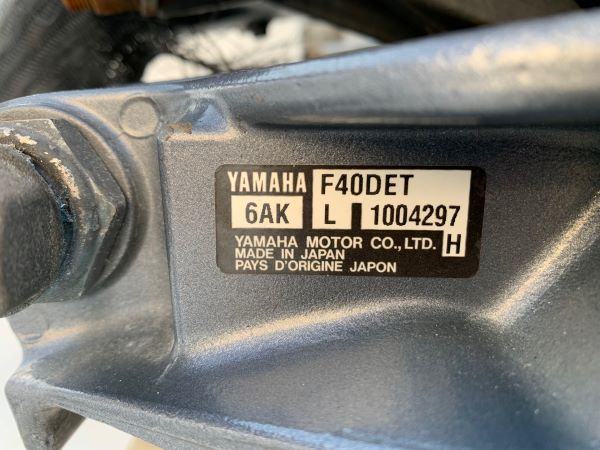 YAMAHA F40DET
6AK L 1004297
YAMAHA MOTOR CO.,LTD. H
MADE IN JAPAN
PAYS D'ORIGINE JAPON